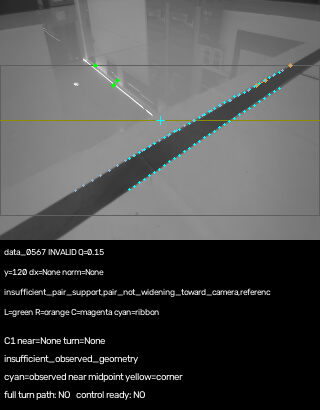 data_0567 INVALID Q=0.15
y=120 dx=None norm=None
insufficient_pair_support,pair_not_widening_toward_camera,referenc
L=green R=orange C=magenta cyan=ribbon
C1 near=None turn=None
insufficient_observed_geometry
cyan=observed near midpoint yellow=corner
full turn path: NO control ready: NO